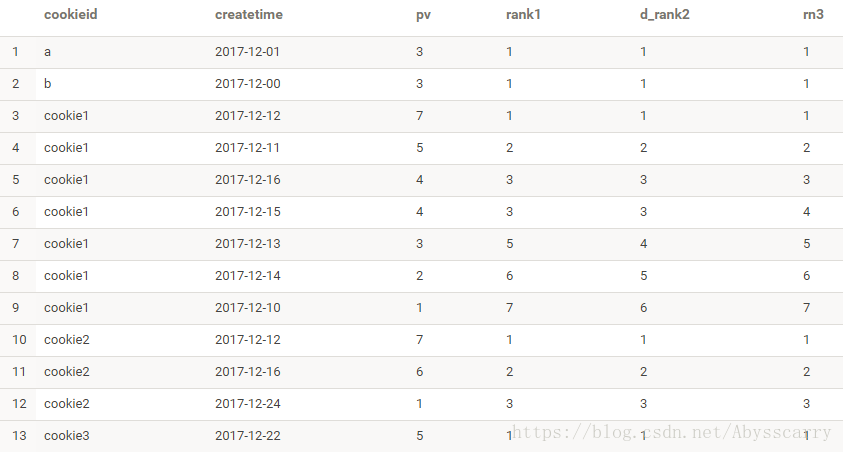 cookieid createtime pv rank1 d_rank2 rn3
1 a 2017-12-01 3 1 1 1
2 b 2017-12-00 3 1 1 1
3 cookie1 2017-12-12 7 1 1 1
4 cookie1 2017-12-11 5 2 2 2
5 cookie1 2017-12-16 4 3 3 3
6 cookie1 2017-12-15 4 3 3 4
7 cookie1 2017-12-13 3 5 4 5
8 cookie1 2017-12-14 2 6 5 6
9 cookie1 2017-12-10 1 7 6 7
10 cookie2 2017-12-12 7 1 1 1
11 cookie2 2017-12-16 6 2 2 2
12 cookie2 2017-12-24 1 3 3 3
13 cookie3 2017-12-22 5 1 1 1
https://blog.csdn.net/Abysscarry